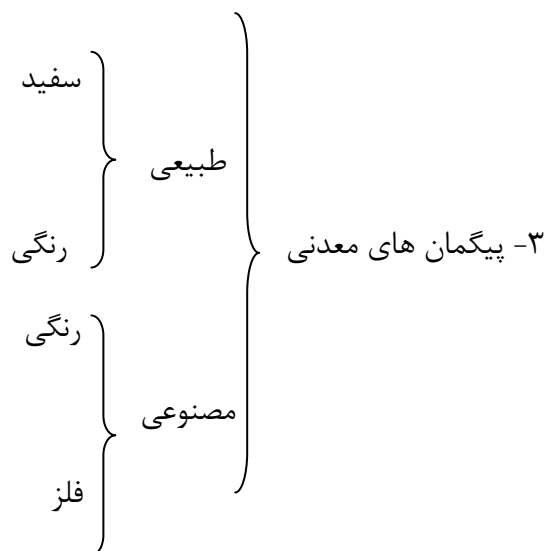 سفید
طبیعی
رنگی
۳- پیگمان های معدنی
رنگی
مصنوعی
فلز